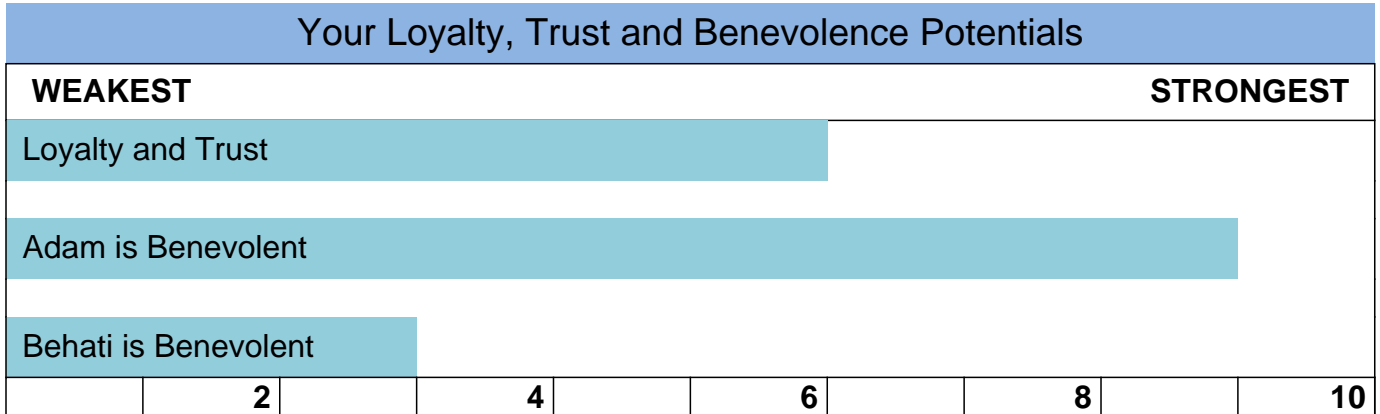 Your Loyalty, Trust and Benevolence Potentials
WEAKEST STRONGEST
Loyalty and Trust
Adam is Benevolent
Behati is Benevolent
2 4 6 8 10